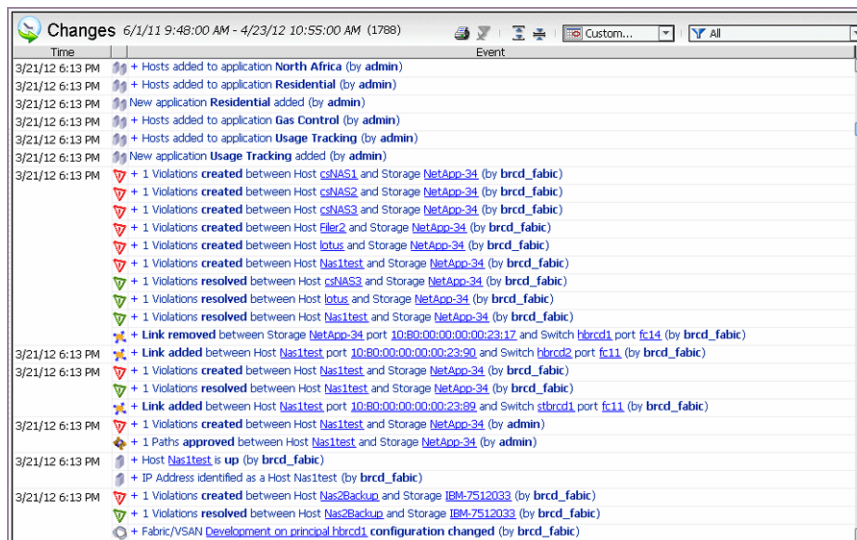 Changes 6/1/11 9:48:00 AM - 4/23/12 10:55:00 AM (1788) Custom... All
Time Event
3/21/12 6:13 PM + Hosts added to application North Africa (by admin)
3/21/12 6:13 PM + Hosts added to application Residential (by admin)
3/21/12 6:13 PM New application Residential added (by admin)
3/21/12 6:13 PM + Hosts added to application Gas Control (by admin)
3/21/12 6:13 PM + Hosts added to application Usage Tracking (by admin)
3/21/12 6:13 PM New application Usage Tracking added (by admin)
3/21/12 6:13 PM + 1 Violations created between Host csNAS1 and Storage NetApp-34 (by brcd_fabic)
+ 1 Violations created between Host csNAS2 and Storage NetApp-34 (by brcd_fabic)
+ 1 Violations created between Host csNAS3 and Storage NetApp-34 (by brcd_fabic)
+ 1 Violations created between Host Filer2 and Storage NetApp-34 (by brcd_fabic)
+ 1 Violations created between Host lotus and Storage NetApp-34 (by brcd_fabic)
+ 1 Violations created between Host Nas1test and Storage NetApp-34 (by brcd_fabic)
+ 1 Violations resolved between Host csNAS3 and Storage NetApp-34 (by brcd_fabic)
+ 1 Violations resolved between Host lotus and Storage NetApp-34 (by brcd_fabic)
+ 1 Violations resolved between Host Nas1test and Storage NetApp-34 (by brcd_fabic)
+ Link removed between Storage NetApp-34 port 10:B0:00:00:00:00:23:17 and Switch hbrcd1 port fc14 (by brcd_fabic)
3/21/12 6:13 PM + Link added between Host Nas1test port 10:B0:00:00:00:00:23:90 and Switch hbrcd2 port fc11 (by brcd_fabic)
3/21/12 6:13 PM + 1 Violations created between Host Nas1test and Storage NetApp-34 (by brcd_fabic)
+ 1 Violations resolved between Host Nas1test and Storage NetApp-34 (by brcd_fabic)
+ Link added between Host Nas1test port 10:B0:00:00:00:00:23:89 and Switch stbrcd1 port fc11 (by brcd_fabic)
3/21/12 6:13 PM + 1 Violations created between Host Nas1test and Storage NetApp-34 (by admin)
+ 1 Paths approved between Host Nas1test and Storage NetApp-34 (by admin)
3/21/12 6:13 PM + Host Nas1test is up (by brcd_fabic)
+ IP Address identified as a Host Nas1test (by brcd_fabic)
3/21/12 6:13 PM + 1 Violations created between Host Nas2Backup and Storage IBM-7512033 (by brcd_fabic)
+ 1 Violations resolved between Host Nas2Backup and Storage IBM-7512033 (by brcd_fabic)
+ Fabric/VSAN Development on principal hbrcd1 configuration changed (by brcd_fabic)